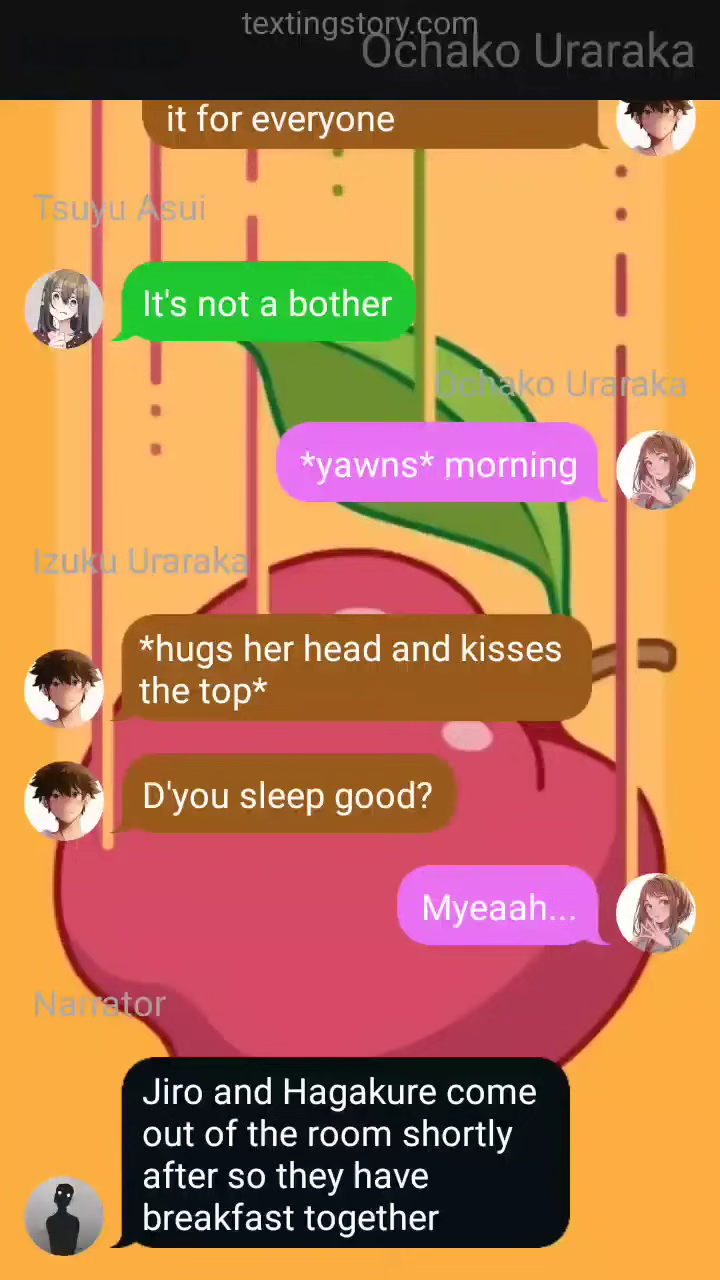 textingstory.com
Ochako Uraraka
it for everyone
Tsuyu Asui
It's not a bother
Ochako Uraraka
*yawns* morning
Izuku Uraraka
*hugs her head and kisses
the top*
D'you sleep good?
Myeaah...
Narrator
Jiro and Hagakure come
out of the room shortly
after so they have
breakfast together